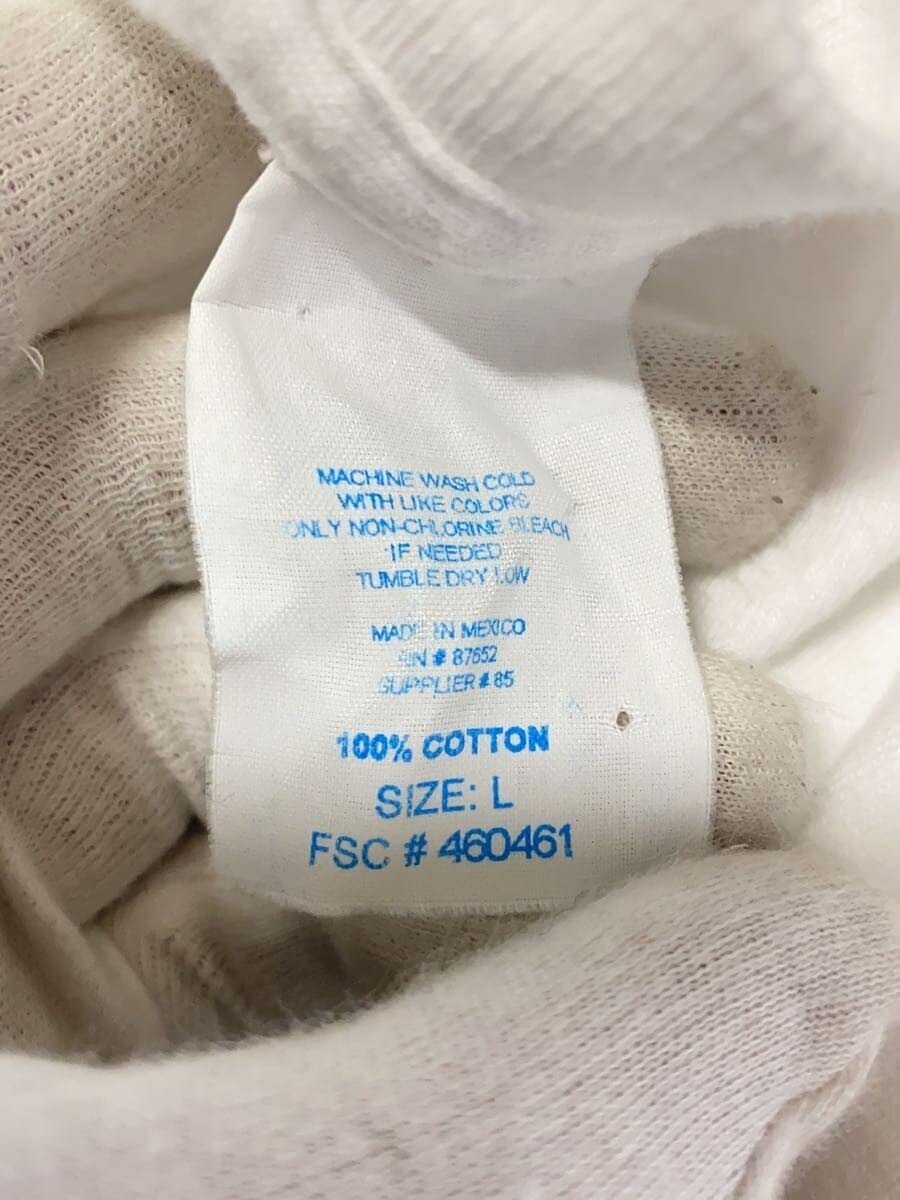 MACHINE WASH COLD
WITH LIKE COLORS
ONLY NON-CHLORINE BLEACH
IF NEEDED
TUMBLE DRY LOW
MADE IN MEXICO
# 87652
SUPPLIER # 85
100% COTTON
SIZE: L
FSC # 460461